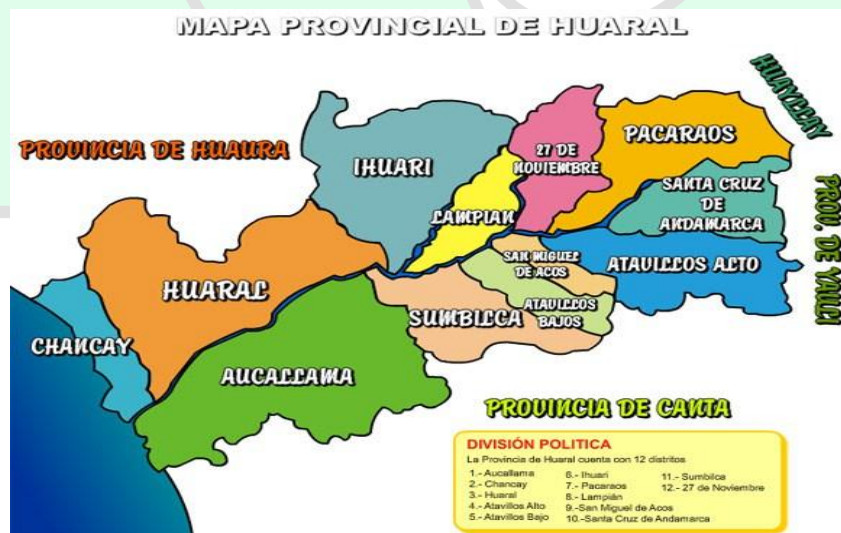 MAPA PROVINCIAL DE HUARAL
HUAYLLAY
PROVINCIA DE HUAURA
IHUARI
27 DE
NOVIEMBRE
PACARAOS
SANTA CRUZ
DE
ANDAMARCA
PROV. DE YAULI
LAMPIAN
SAN MIGUEL
DE ACOS
ATAVILLOS ALTO
HUARAL
SUMBILCA
ATAVILLOS
BAJOS
CHANCAY
AUCALLAMA
PROVINCIA DE CANTA
DIVISIÓN POLITICA
La Provincia de Huaral cuenta con 12 distritos
1.- Aucallama
2.- Chancay
3.- Huaral
4.- Atavillos Alto
5.- Atavillos Bajo
6.- Ihuari
7.- Pacaraos
8.- Lampián
9.-San Miguel de Acos
10.-Santa Cruz de Andamarca
11.- Sumbilca
12.- 27 de Noviembre